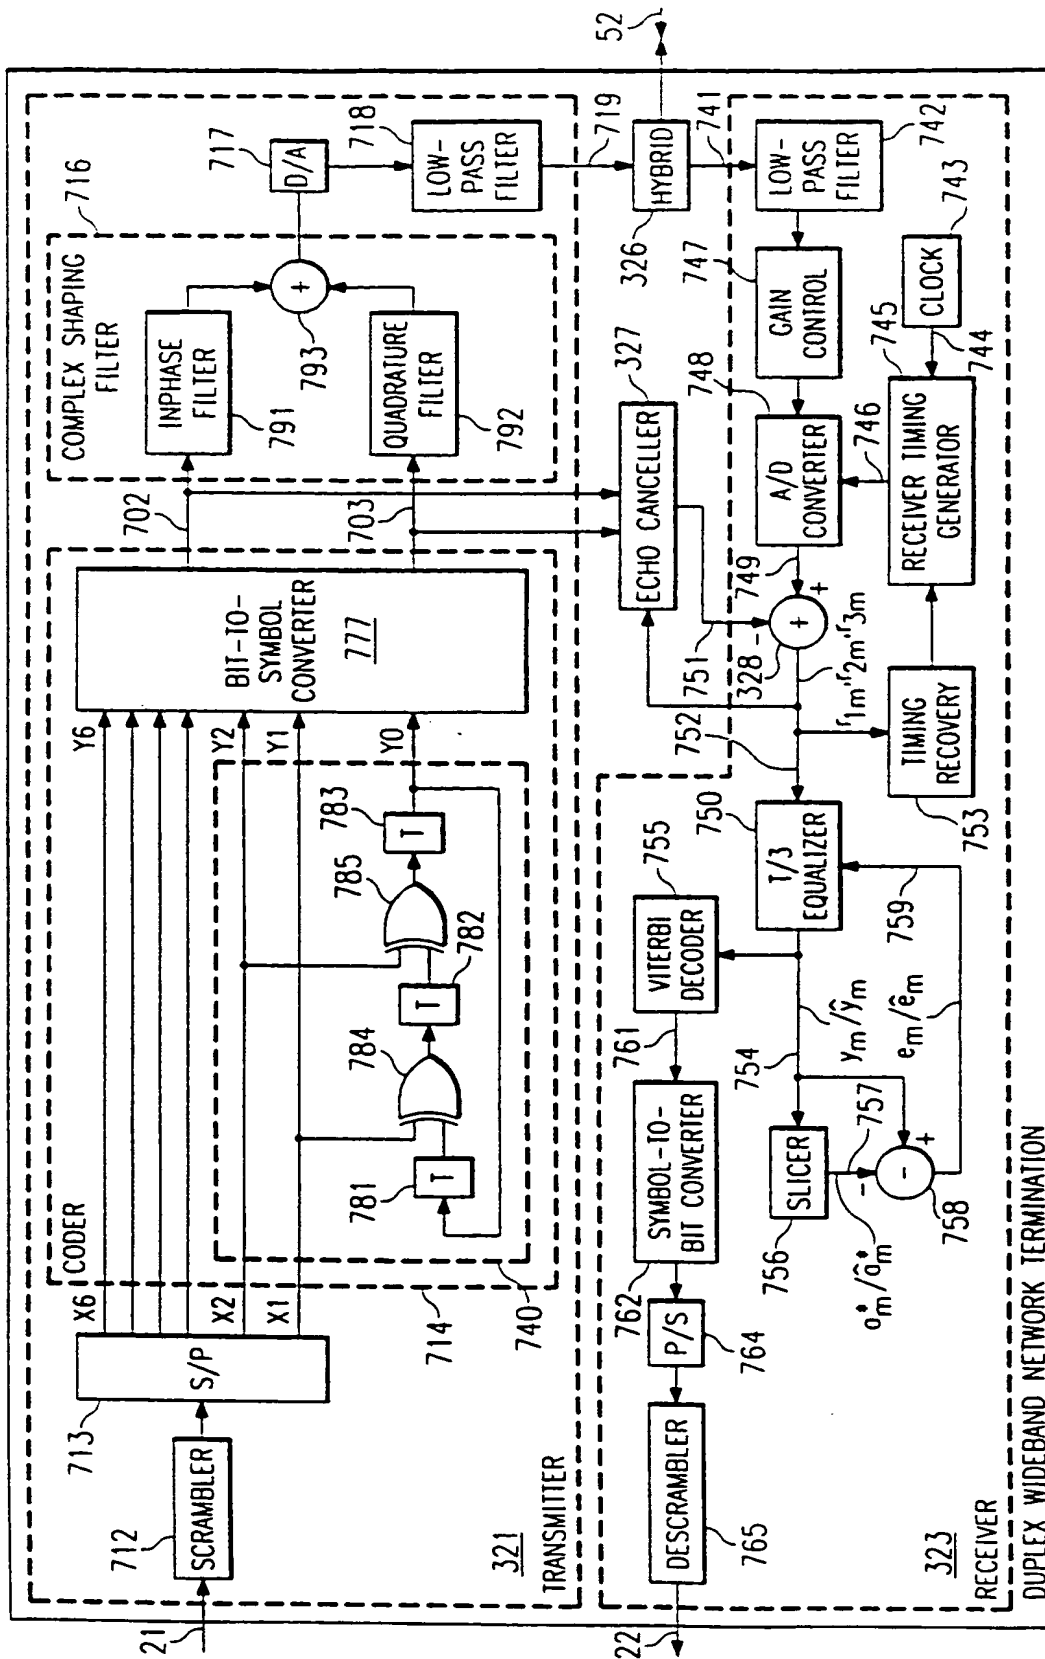 21
712
SCRAMBLER
713
S/P
X6
X2
X1
714
740
CODER
781
T
784
T
782
785
783
T
Y6
Y2
Y1
Y0
BIT-TO-
SYMBOL
CONVERTER
777
702
703
COMPLEX SHAPING
FILTER
716
INPHASE
FILTER
791
QUADRATURE
FILTER
792
+
793
717
D/A
718
LOW-
PASS
FILTER
719
321
TRANSMITTER
ECHO CANCELLER
327
326
HYBRID
52
741
LOW-
PASS
FILTER
742
747
GAIN
CONTROL
748
A/D
CONVERTER
CLOCK
743
744
745
RECEIVER TIMING
GENERATOR
746
749
+
+
-
328
751
r1m,r2m,r3m
752
TIMING
RECOVERY
753
750
T/3
EQUALIZER
759
755
VITERBI
DECODER
754
ym/ŷm
em/êm
761
SYMBOL-TO-
BIT CONVERTER
762
756
SLICER
757
-
-
+
758
a*m/â*m
P/S
764
DESCRAMBLER
765
22
323
RECEIVER
DUPLEX WIDEBAND NETWORK TERMINATION